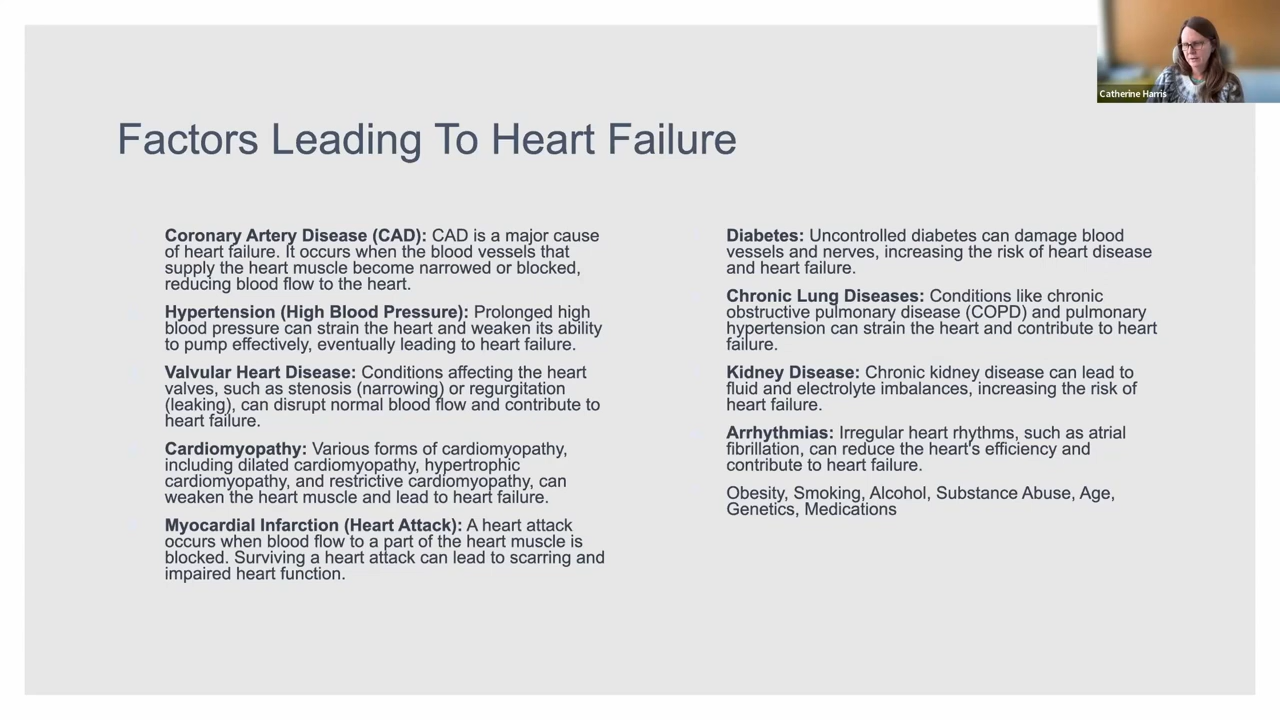 Catherine Harris
Factors Leading To Heart Failure
Coronary Artery Disease (CAD): CAD is a major cause
of heart failure. It occurs when the blood vessels that
supply the heart muscle become narrowed or blocked,
reducing blood flow to the heart.
Hypertension (High Blood Pressure): Prolonged high
blood pressure can strain the heart and weaken its ability
to pump effectively, eventually leading to heart failure.
Valvular Heart Disease: Conditions affecting the heart
valves, such as stenosis (narrowing) or regurgitation
(leaking), can disrupt normal blood flow and contribute to
heart failure.
Cardiomyopathy: Various forms of cardiomyopathy,
including dilated cardiomyopathy, hypertrophic
cardiomyopathy, and restrictive cardiomyopathy, can
weaken the heart muscle and lead to heart failure.
Myocardial Infarction (Heart Attack): A heart attack
occurs when blood flow to a part of the heart muscle is
blocked. Surviving a heart attack can lead to scarring and
impaired heart function.
Diabetes: Uncontrolled diabetes can damage blood
vessels and nerves, increasing the risk of heart disease
and heart failure.
Chronic Lung Diseases: Conditions like chronic
obstructive pulmonary disease (COPD) and pulmonary
hypertension can strain the heart and contribute to heart
failure.
Kidney Disease: Chronic kidney disease can lead to
fluid and electrolyte imbalances, increasing the risk of
heart failure.
Arrhythmias: Irregular heart rhythms, such as atrial
fibrillation, can reduce the heart's efficiency and
contribute to heart failure.
Obesity, Smoking, Alcohol, Substance Abuse, Age,
Genetics, Medications